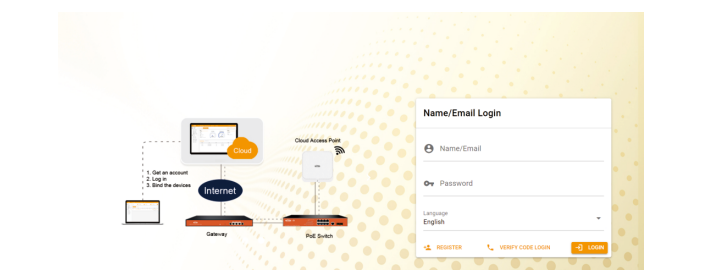 Name/Email Login
Name/Email
Password
Language
English
REGISTER
VERIFY CODE LOGIN
LOGIN
Cloud Access Point
Cloud
1. Get an account
2. Log in
3. Bind the devices
Internet
Gateway
PoE Switch